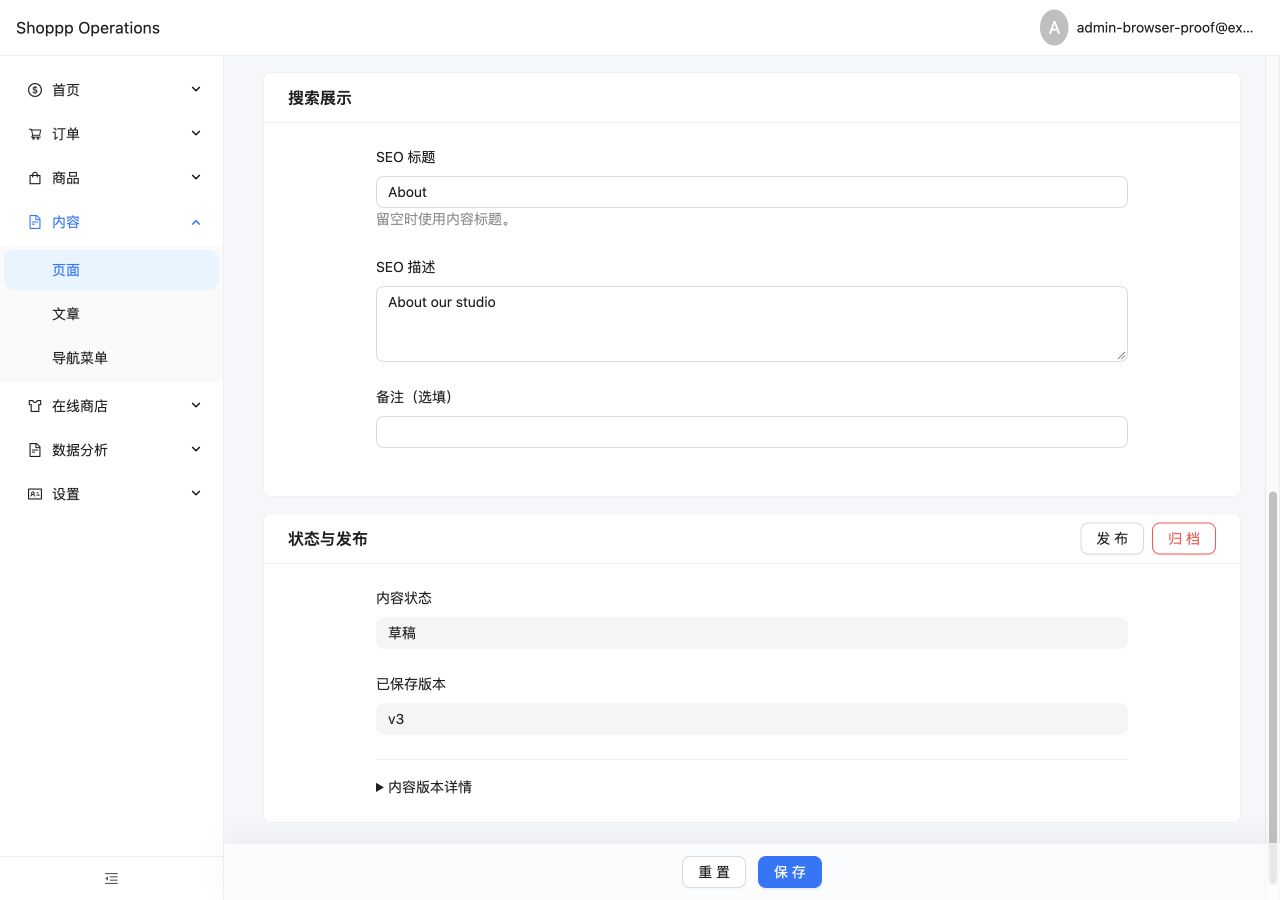 Shoppp Operations
A
admin-browser-proof@ex...
首页
订单
商品
内容
页面
文章
导航菜单
在线商店
数据分析
设置
搜索展示
SEO 标题
About
留空时使用内容标题。
SEO 描述
About our studio
备注（选填）
状态与发布
发 布
归 档
内容状态
草稿
已保存版本
v3
内容版本详情
重 置
保 存